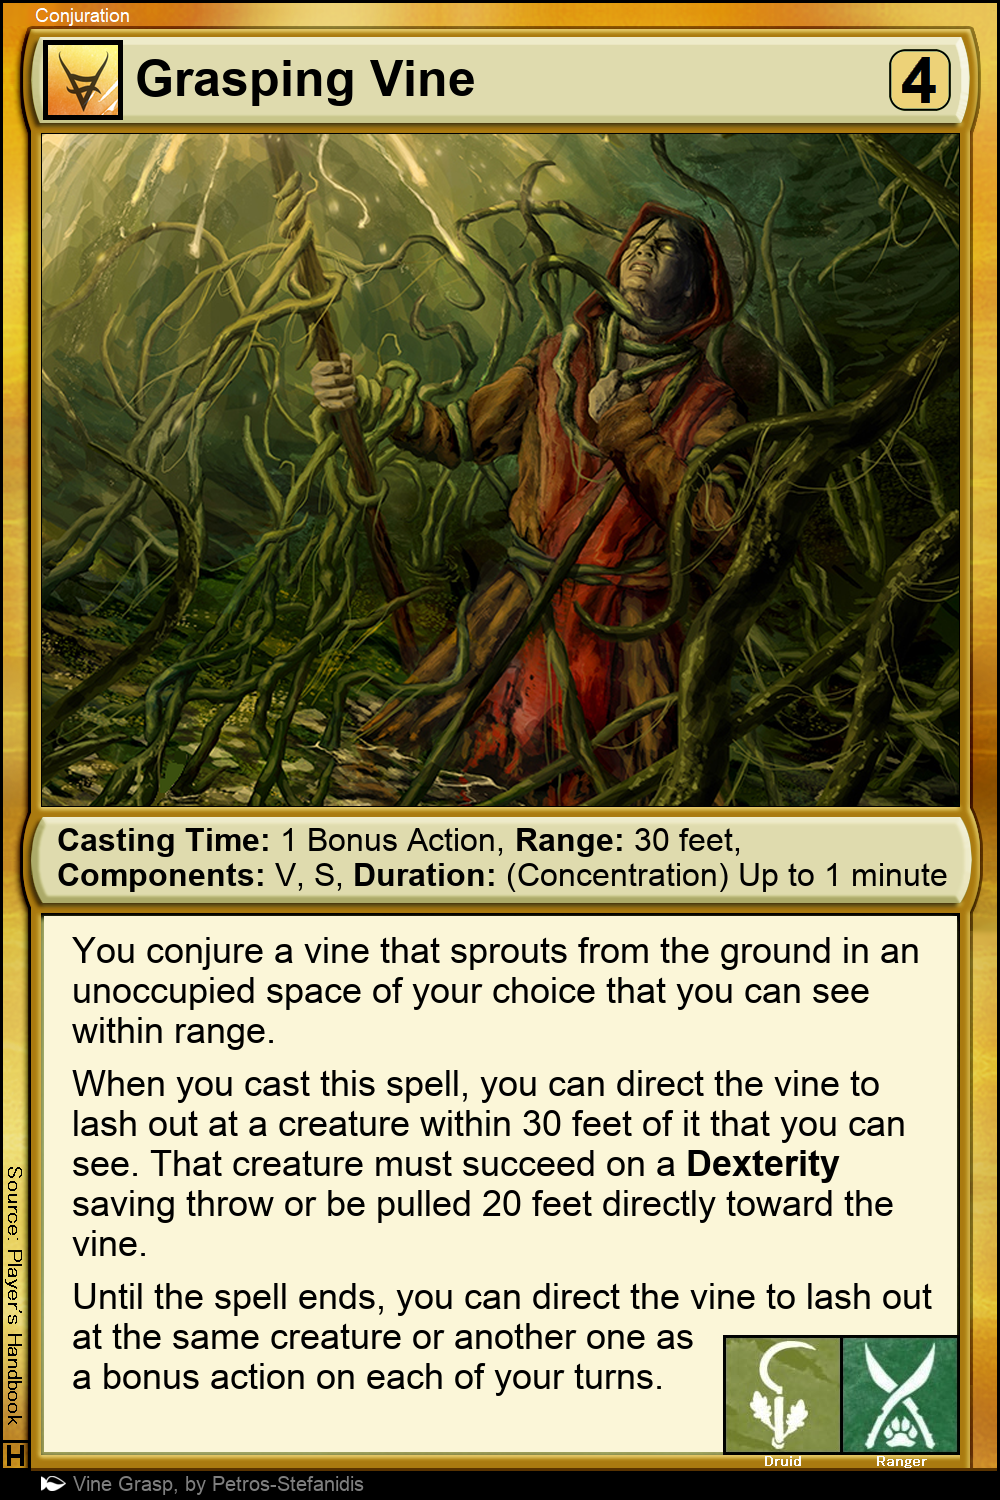 Conjuration
Grasping Vine
4
Casting Time: 1 Bonus Action, Range: 30 feet,
Components: V, S, Duration: (Concentration) Up to 1 minute
You conjure a vine that sprouts from the ground in an
unoccupied space of your choice that you can see
within range.
When you cast this spell, you can direct the vine to
lash out at a creature within 30 feet of it that you can
see. That creature must succeed on a Dexterity
saving throw or be pulled 20 feet directly toward the
vine.
Until the spell ends, you can direct the vine to lash out
at the same creature or another one as
a bonus action on each of your turns.
Druid
Ranger
Source: Player's Handbook
H
Vine Grasp, by Petros-Stefanidis